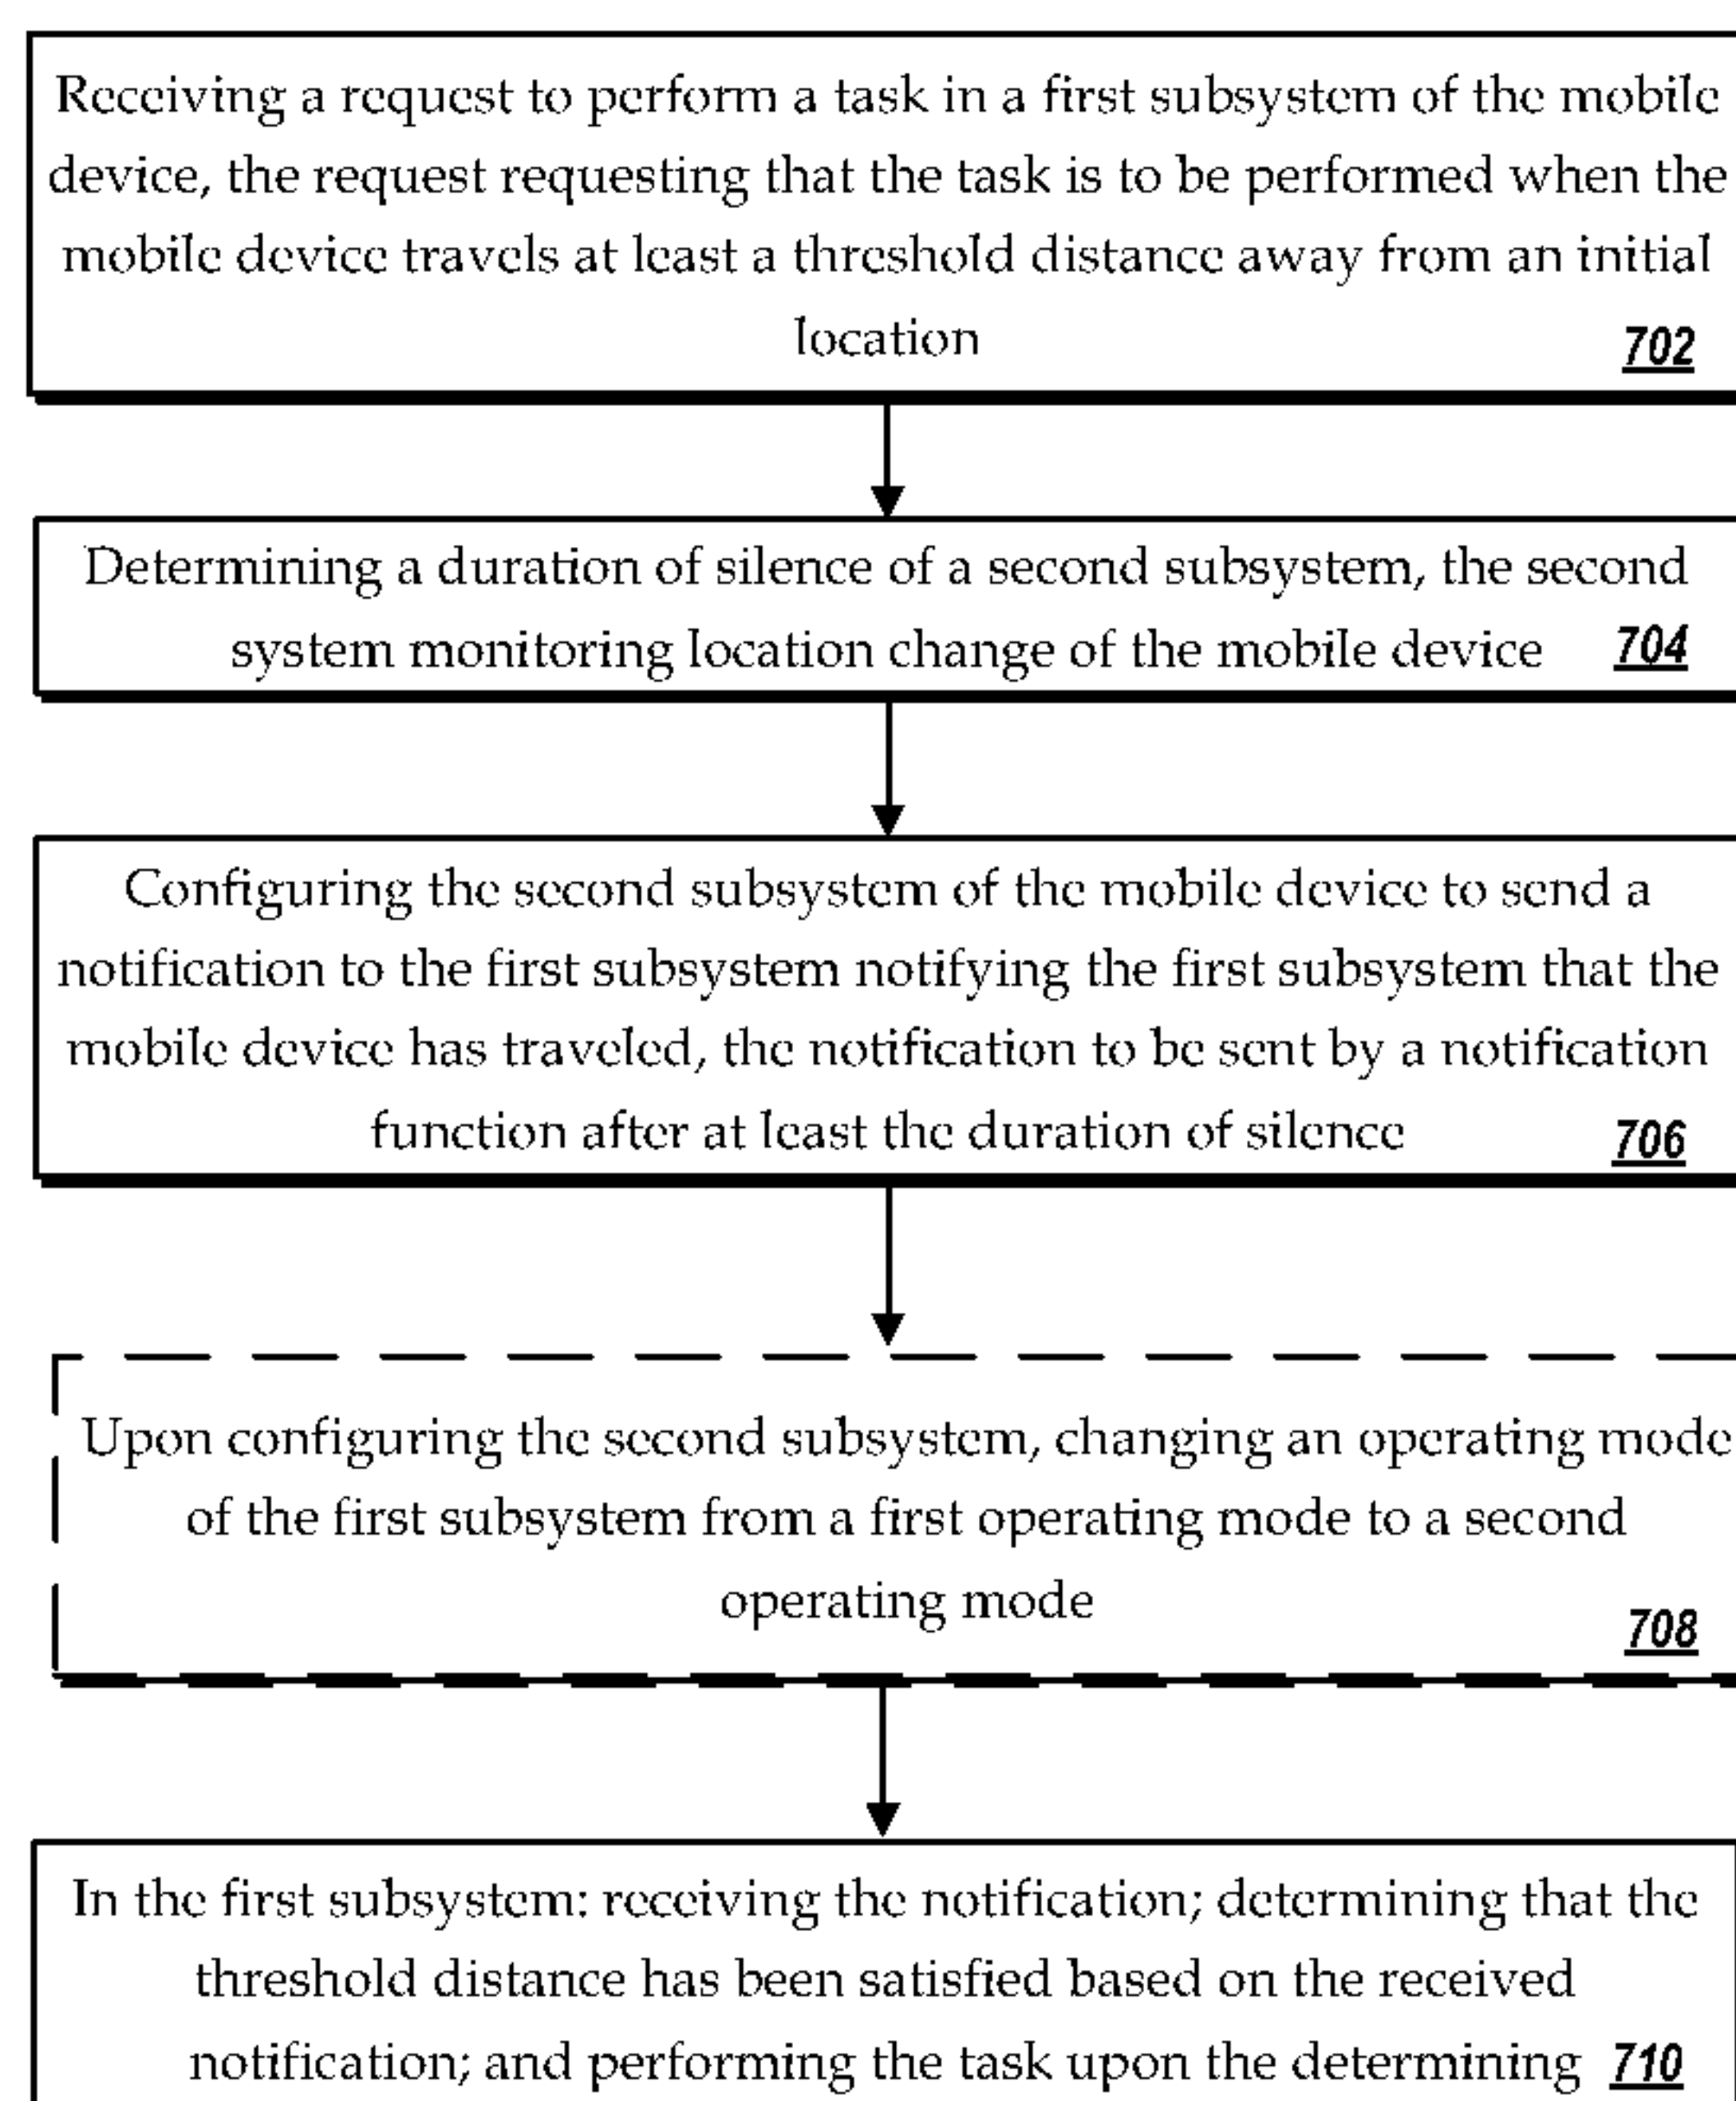 Receiving a request to perform a task in a first subsystem of the mobile
device, the request requesting that the task is to be performed when the
mobile device travels at least a threshold distance away from an initial
location
702
Determining a duration of silence of a second subsystem, the second
system monitoring location change of the mobile device 704
Configuring the second subsystem of the mobile device to send a
notification to the first subsystem notifying the first subsystem that the
mobile device has traveled, the notification to be sent by a notification
function after at least the duration of silence 706
Upon configuring the second subsystem, changing an operating mode
of the first subsystem from a first operating mode to a second
operating mode
708
In the first subsystem: receiving the notification; determining that the
threshold distance has been satisfied based on the received
notification; and performing the task upon the determining 710